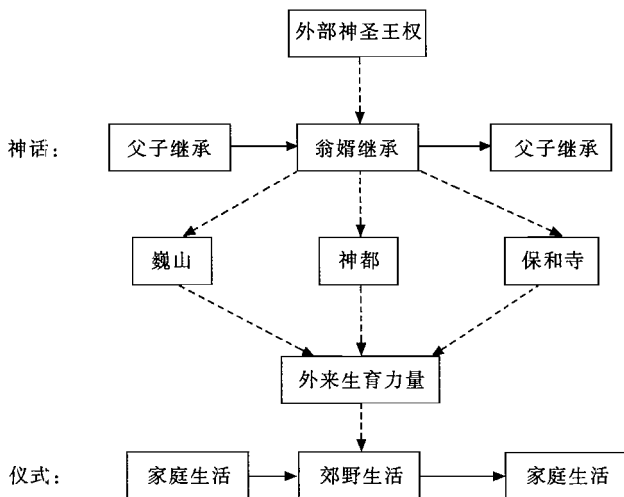 外部神圣王权
神话： 父子继承 翁婿继承 父子继承
巍山 神都 保和寺
外来生育力量
仪式： 家庭生活 郊野生活 家庭生活